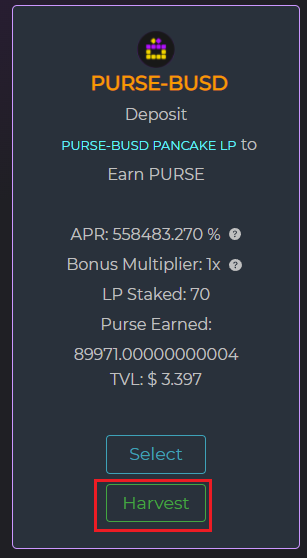 PURSE-BUSD
Deposit
PURSE-BUSD PANCAKE LP to
Earn PURSE
APR: 558483.270 % ?
Bonus Multiplier: 1x ?
LP Staked: 70
Purse Earned:
89971.00000000004
TVL: $ 3.397
Select
Harvest